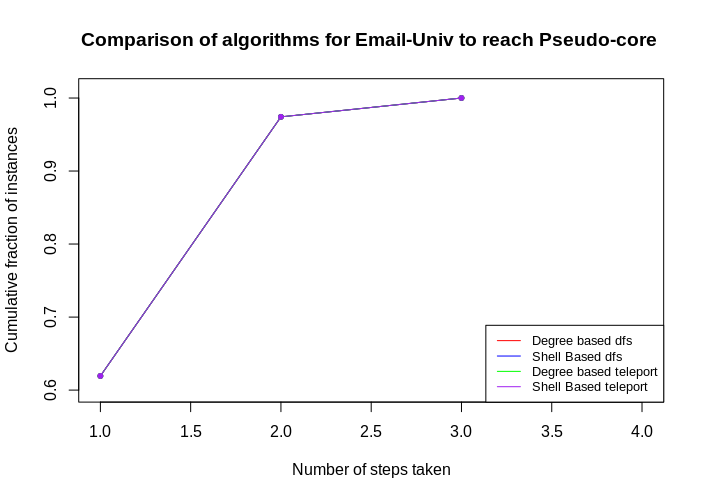 Comparison of algorithms for Email-Univ to reach Pseudo-core
Cumulative fraction of instances
1.0
0.9
0.8
0.7
0.6
Degree based dfs
Shell Based dfs
Degree based teleport
Shell Based teleport
1.0 1.5 2.0 2.5 3.0 3.5 4.0
Number of steps taken